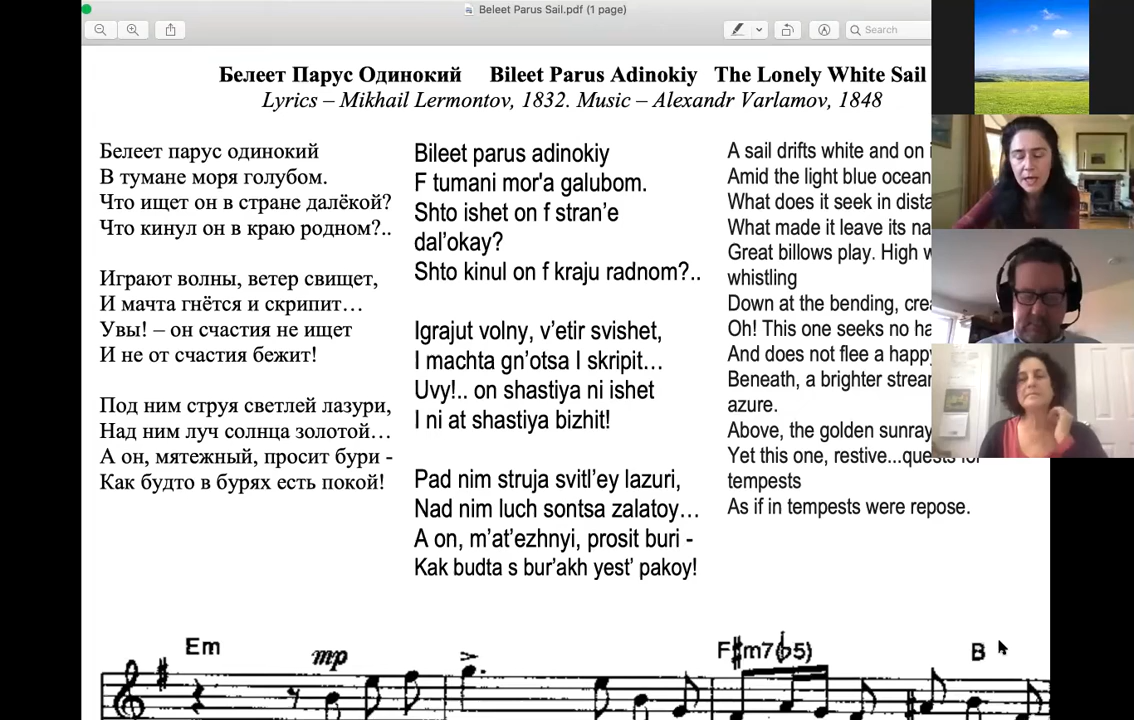 Beleet Parus Sail.pdf (1 page)
Search
Белеет Парус Одинокий Bileet Parus Adinokiy The Lonely White Sail
Lyrics – Mikhail Lermontov, 1832. Music – Alexandr Varlamov, 1848
Белеет парус одинокий
В тумане моря голубом.
Что ищет он в стране далёкой?
Что кинул он в краю родном?..
Играют волны, ветер свищет,
И мачта гнётся и скрипит…
Увы! – он счастия не ищет
И не от счастия бежит!
Под ним струя светлей лазури,
Над ним луч солнца золотой…
А он, мятежный, просит бури -
Как будто в бурях есть покой!
Bileet parus adinokiy
F tumani mor'a galubom.
Shto ishet on f stran’e
dal’okay?
Shto kinul on f kraju radnom?..
Igrajut volny, v’etir svishet,
I machta gn’otsa I skripit…
Uvy!.. on shastiya ni ishet
I ni at shastiya bizhit!
Pad nim struja svitl’ey lazuri,
Nad nim luch sontsa zalatoy…
A on, m’at’ezhnyi, prosit buri -
Kak budta s bur’akh yest’ pakoy!
A sail drifts white and on
Amid the light blue ocean
What does it seek in
What made it leave its
Great billows play. High
whistling
Down at the bending,
Oh! This one seeks no
And does not flee a
Beneath, a brighter
azure.
Above, the golden
Yet this one, restive...quests for
tempests
As if in tempests were repose.
Em
mp
F#m7(b5)
B